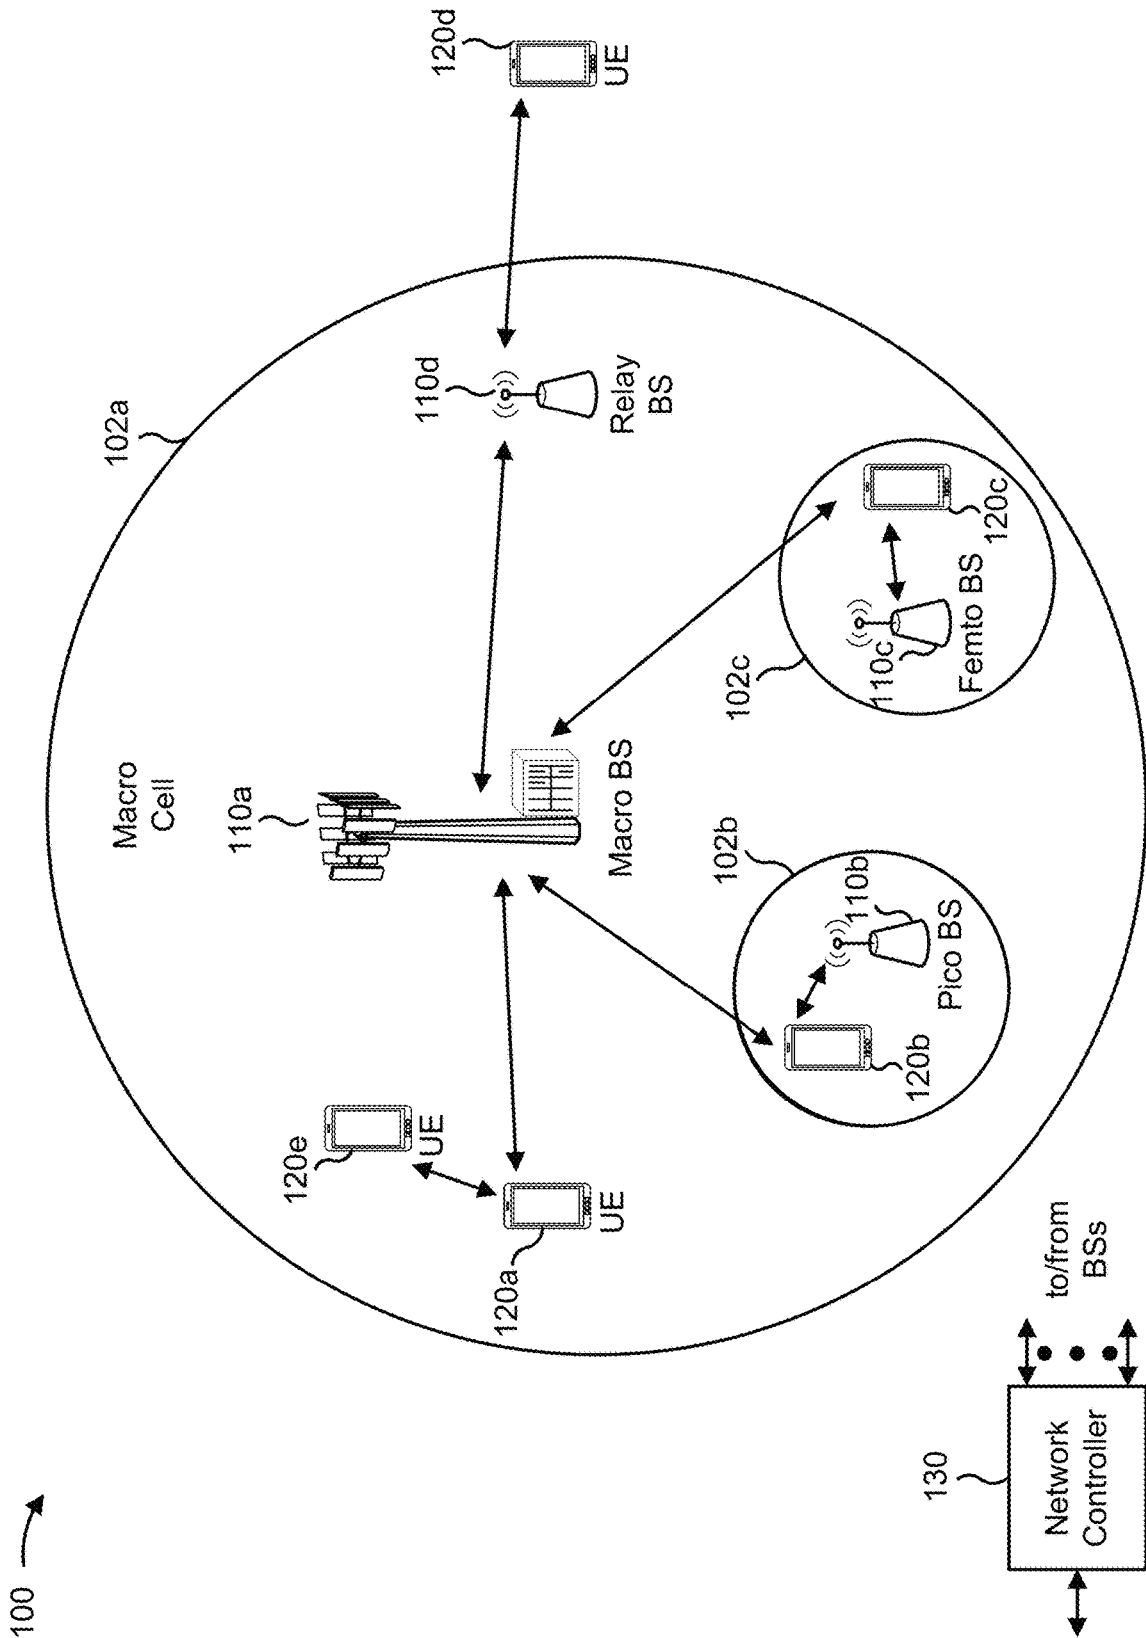 100
102a
Macro
Cell
110a
120d
UE
110d
Relay
BS
120e
UE
120a
UE
Macro BS
102b
110b
Pico BS
120b
102c
110c
Femto BS
120c
130
Network
Controller
to/from
BSs